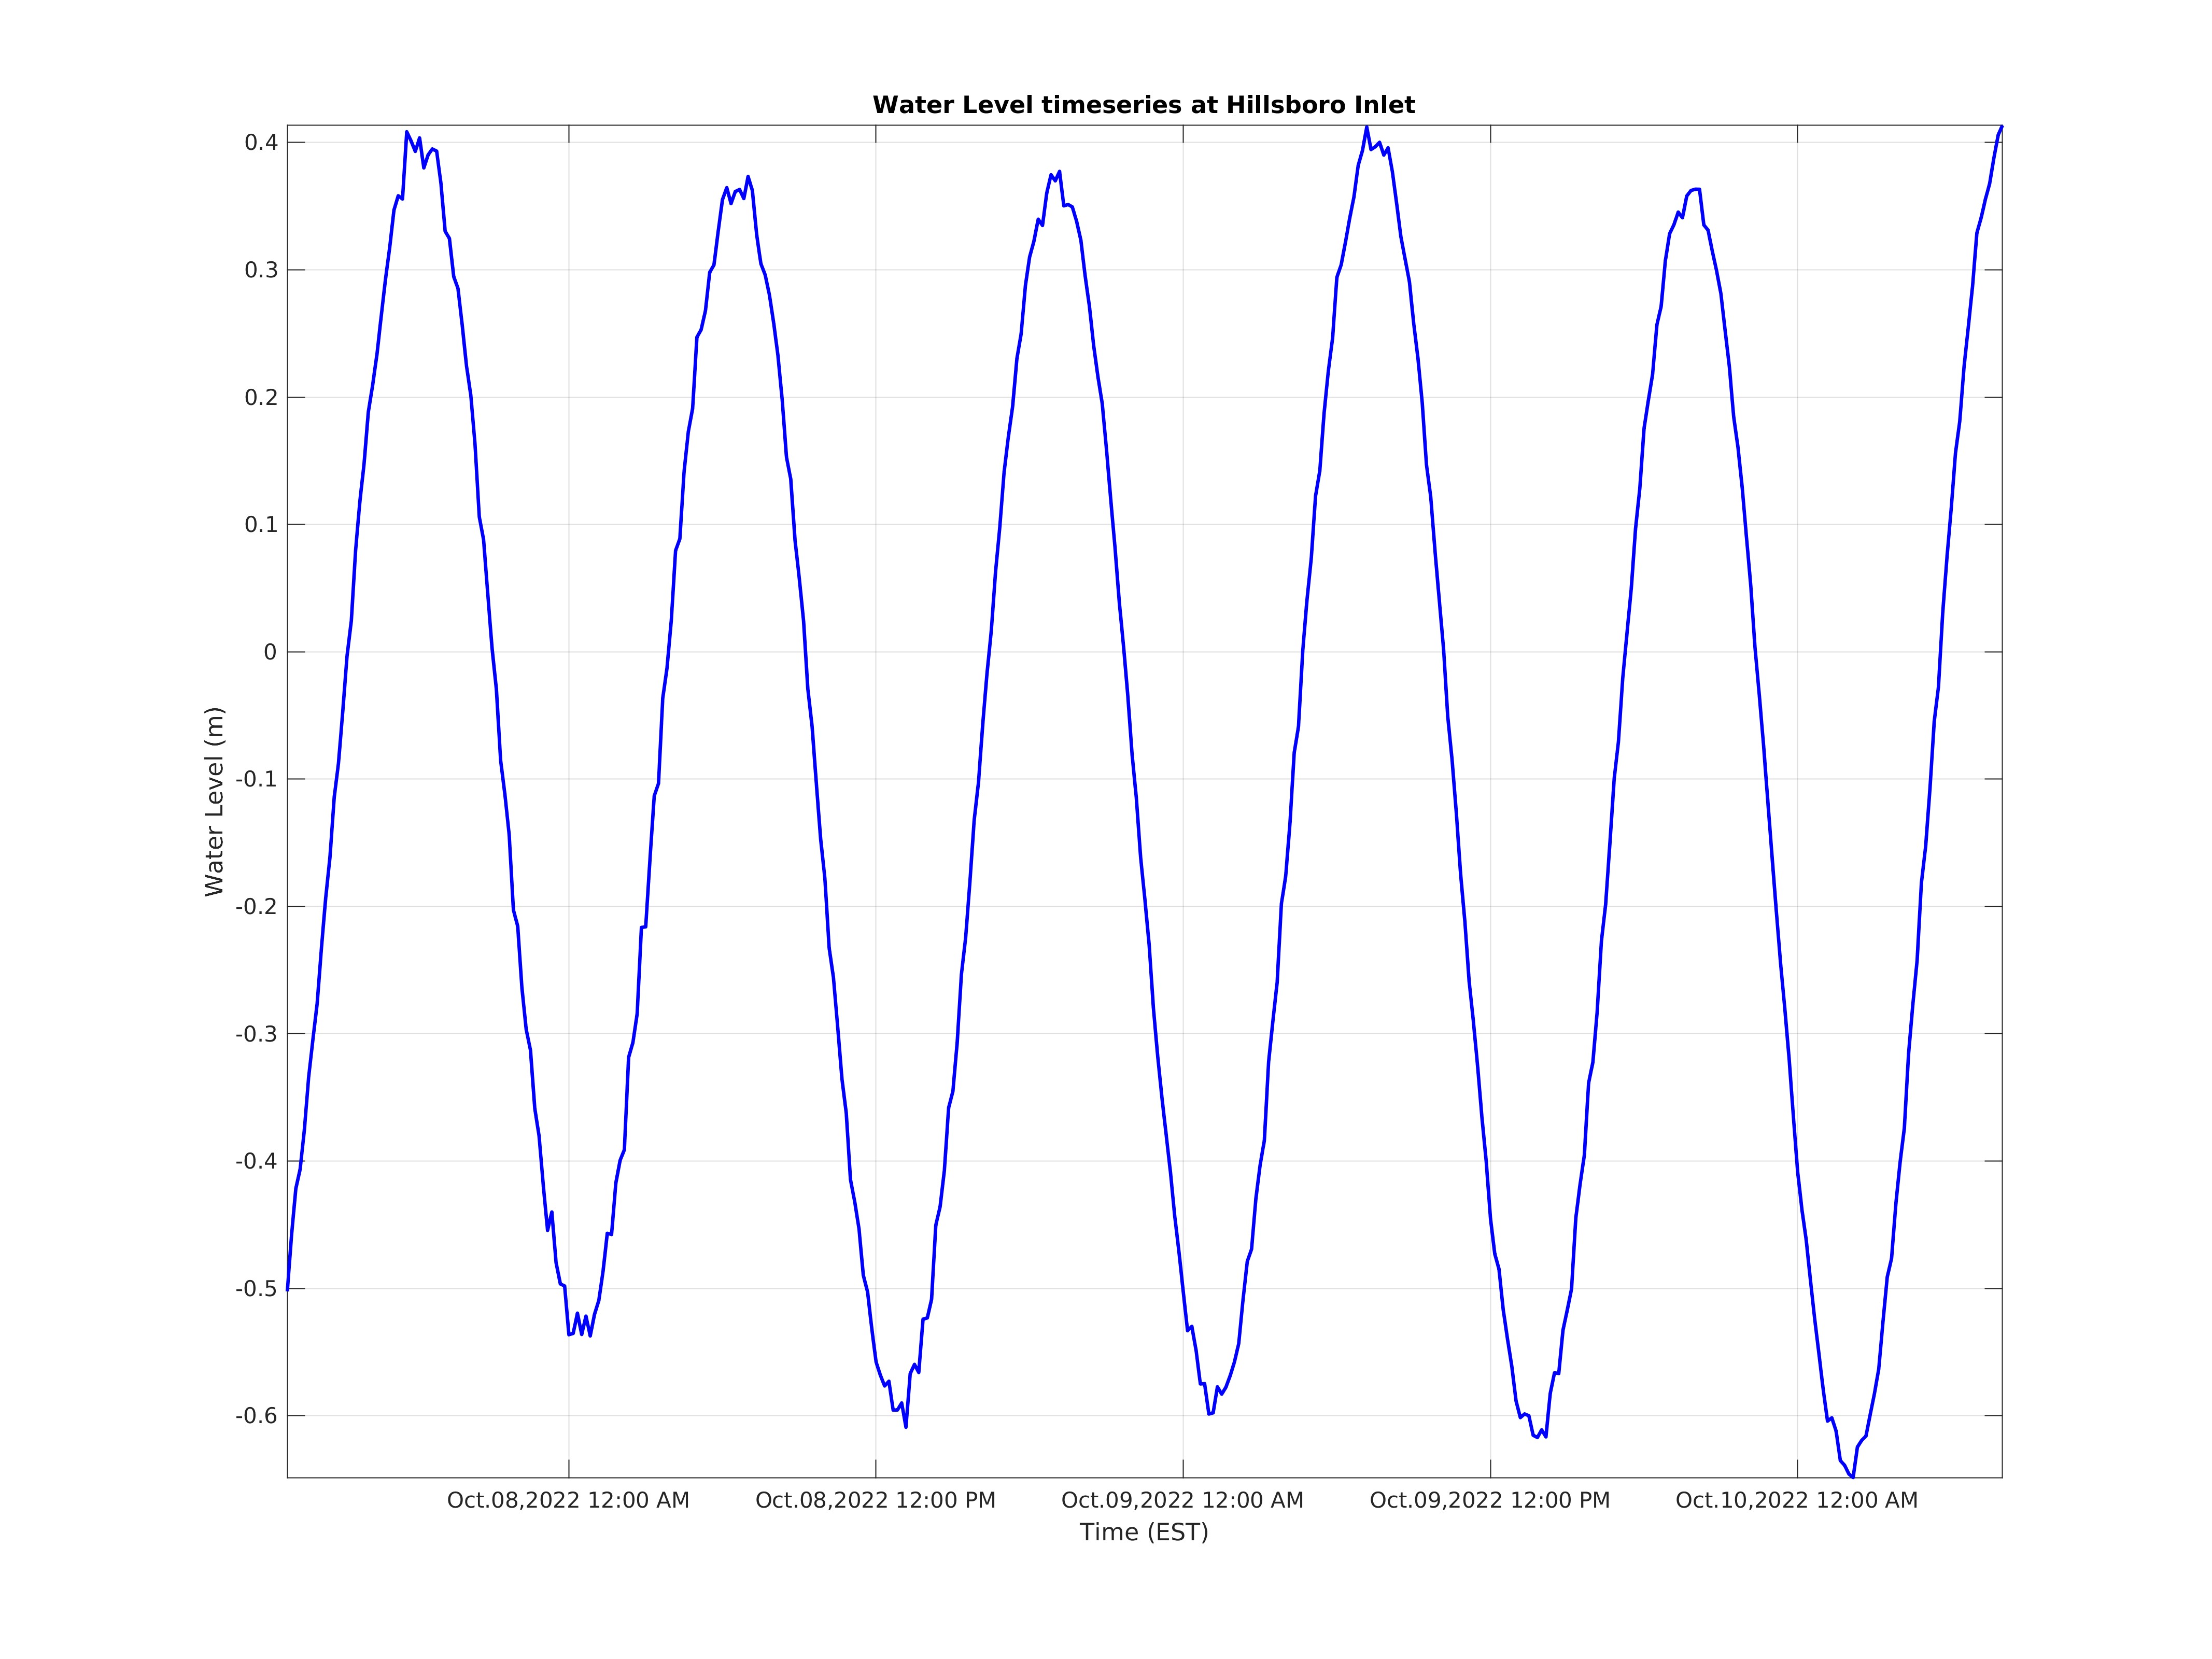 Water Level timeseries at Hillsboro Inlet
0.4
0.3
0.2
0.1
0
-0.1
-0.2
-0.3
-0.4
-0.5
-0.6
Water Level (m)
Oct.08,2022 12:00 AM Oct.08,2022 12:00 PM Oct.09,2022 12:00 AM Oct.09,2022 12:00 PM Oct.10,2022 12:00 AM
Time (EST)